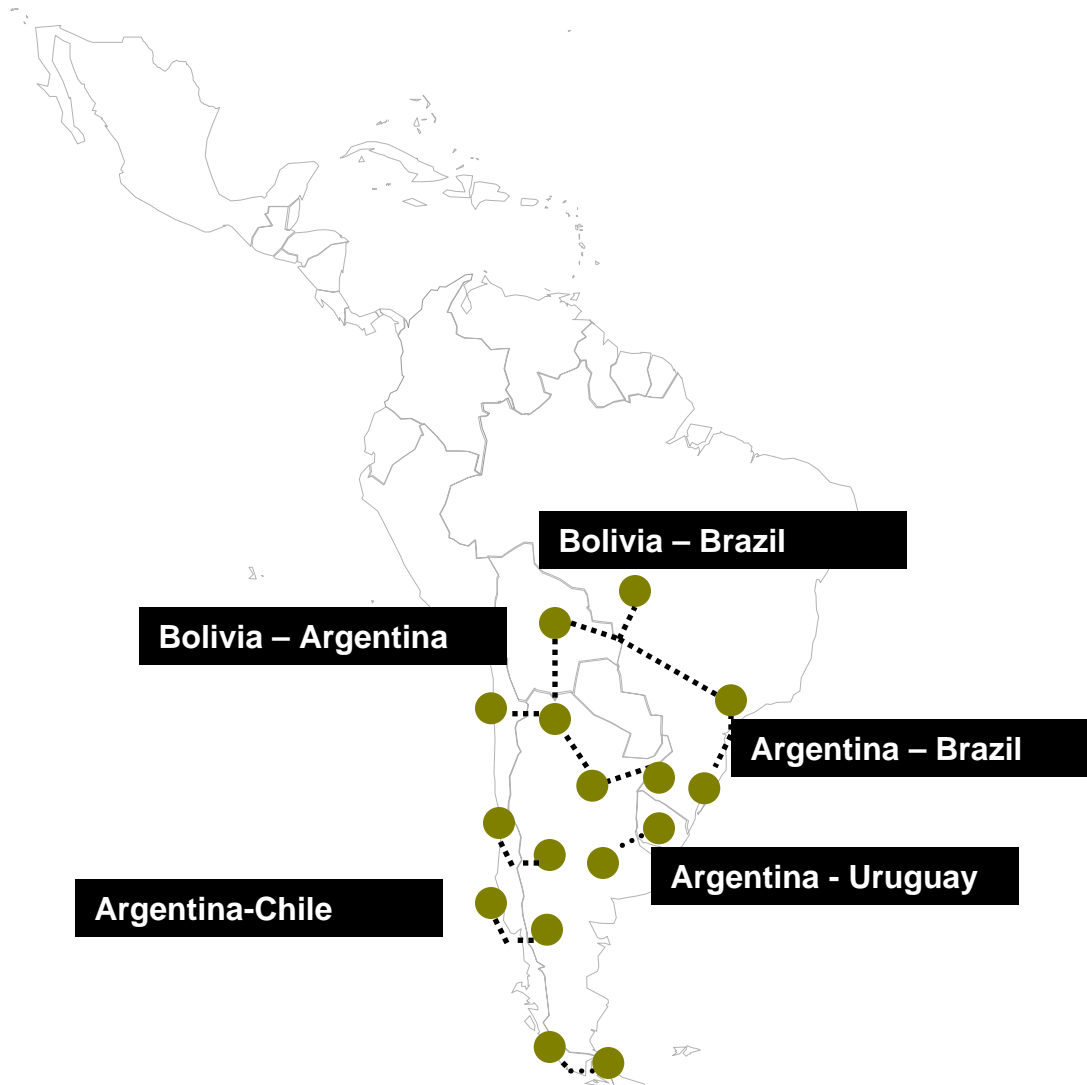 Bolivia – Brazil
Bolivia – Argentina
Argentina – Brazil
Argentina - Uruguay
Argentina-Chile